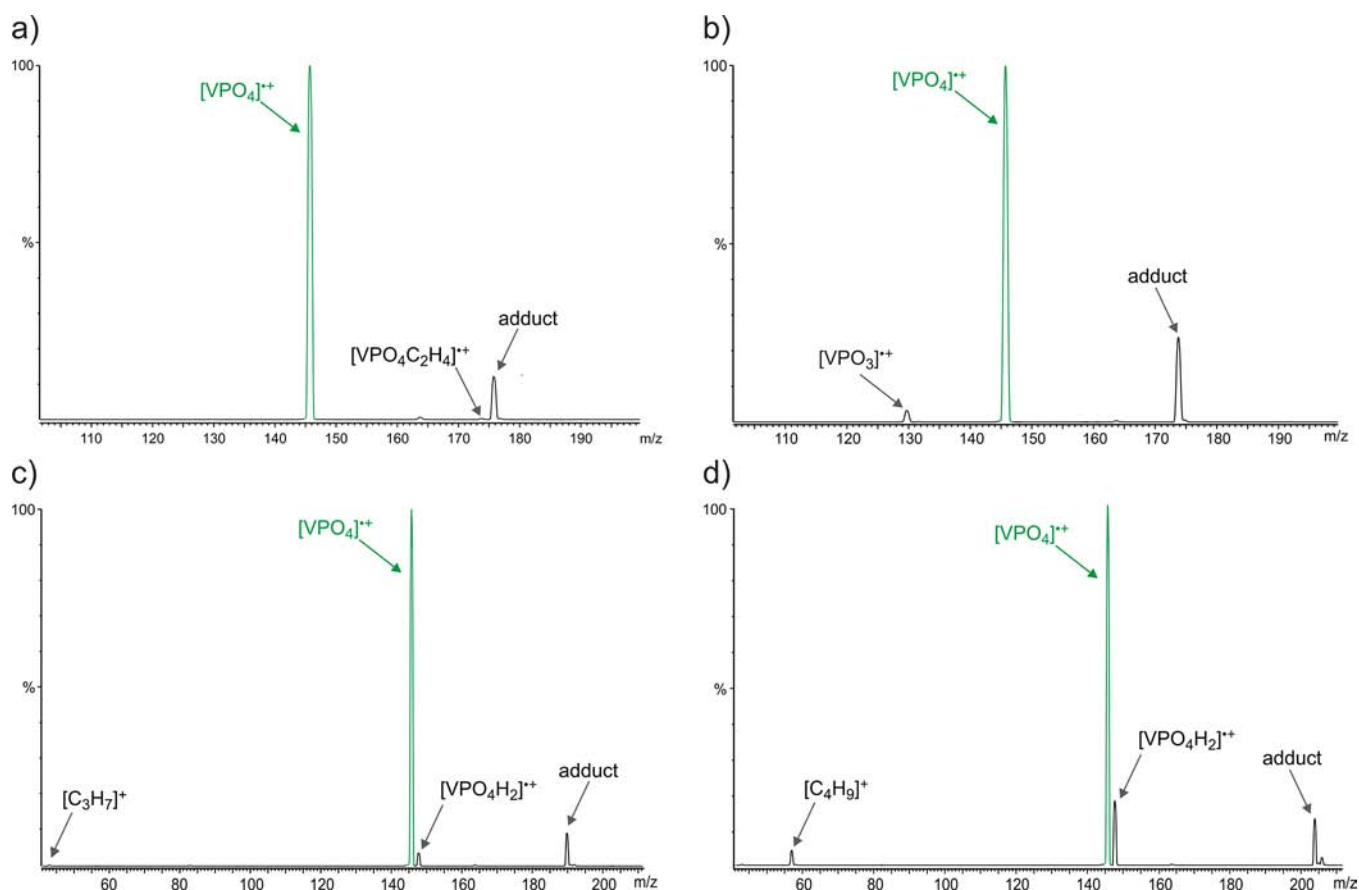 a)
100
[VPO₄]•⁺
%
[VPO₄C₂H₄]•⁺
adduct
110 120 130 140 150 160 170 180 190 m/z
b)
100
[VPO₄]•⁺
%
[VPO₃]•⁺
adduct
110 120 130 140 150 160 170 180 190 m/z
c)
100
[VPO₄]•⁺
%
[C₃H₇]⁺
[VPO₄H₂]•⁺
adduct
60 80 100 120 140 160 180 200 m/z
d)
100
[VPO₄]•⁺
%
[C₄H₉]⁺
[VPO₄H₂]•⁺
adduct
60 80 100 120 140 160 180 200 m/z